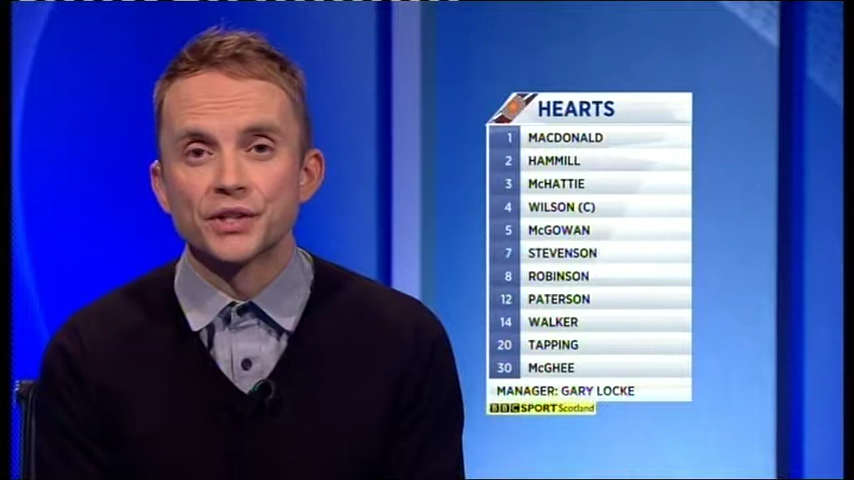 HEARTS
1 MACDONALD
2 HAMMILL
3 McHATTIE
4 WILSON (C)
5 McGOWAN
7 STEVENSON
8 ROBINSON
12 PATERSON
14 WALKER
20 TAPPING
30 McGHEE
MANAGER: GARY LOCKE
BBC SPORT Scotland